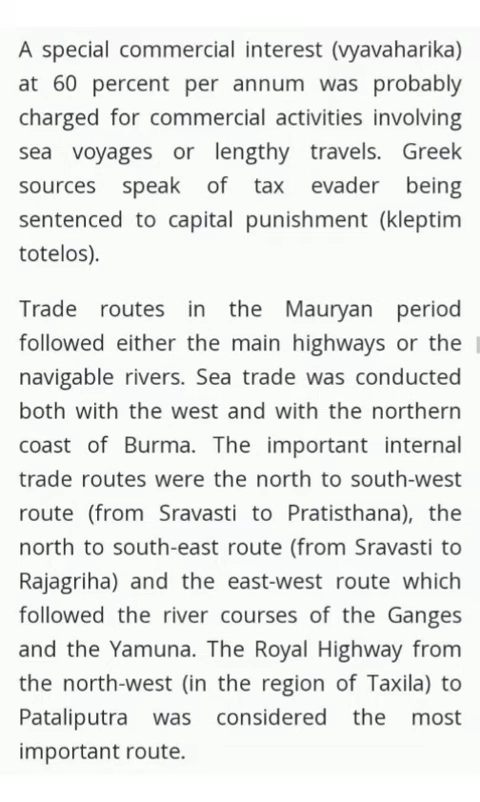 A special commercial interest (vyavaharika)
at 60 percent per annum was probably
charged for commercial activities involving
sea voyages or lengthy travels. Greek
sources speak of tax evader being
sentenced to capital punishment (kleptim
totelos).
Trade routes in the Mauryan period
followed either the main highways or the
navigable rivers. Sea trade was conducted
both with the west and with the northern
coast of Burma. The important internal
trade routes were the north to south-west
route (from Sravasti to Pratisthana), the
north to south-east route (from Sravasti to
Rajagriha) and the east-west route which
followed the river courses of the Ganges
and the Yamuna. The Royal Highway from
the north-west (in the region of Taxila) to
Pataliputra was considered the most
important route.